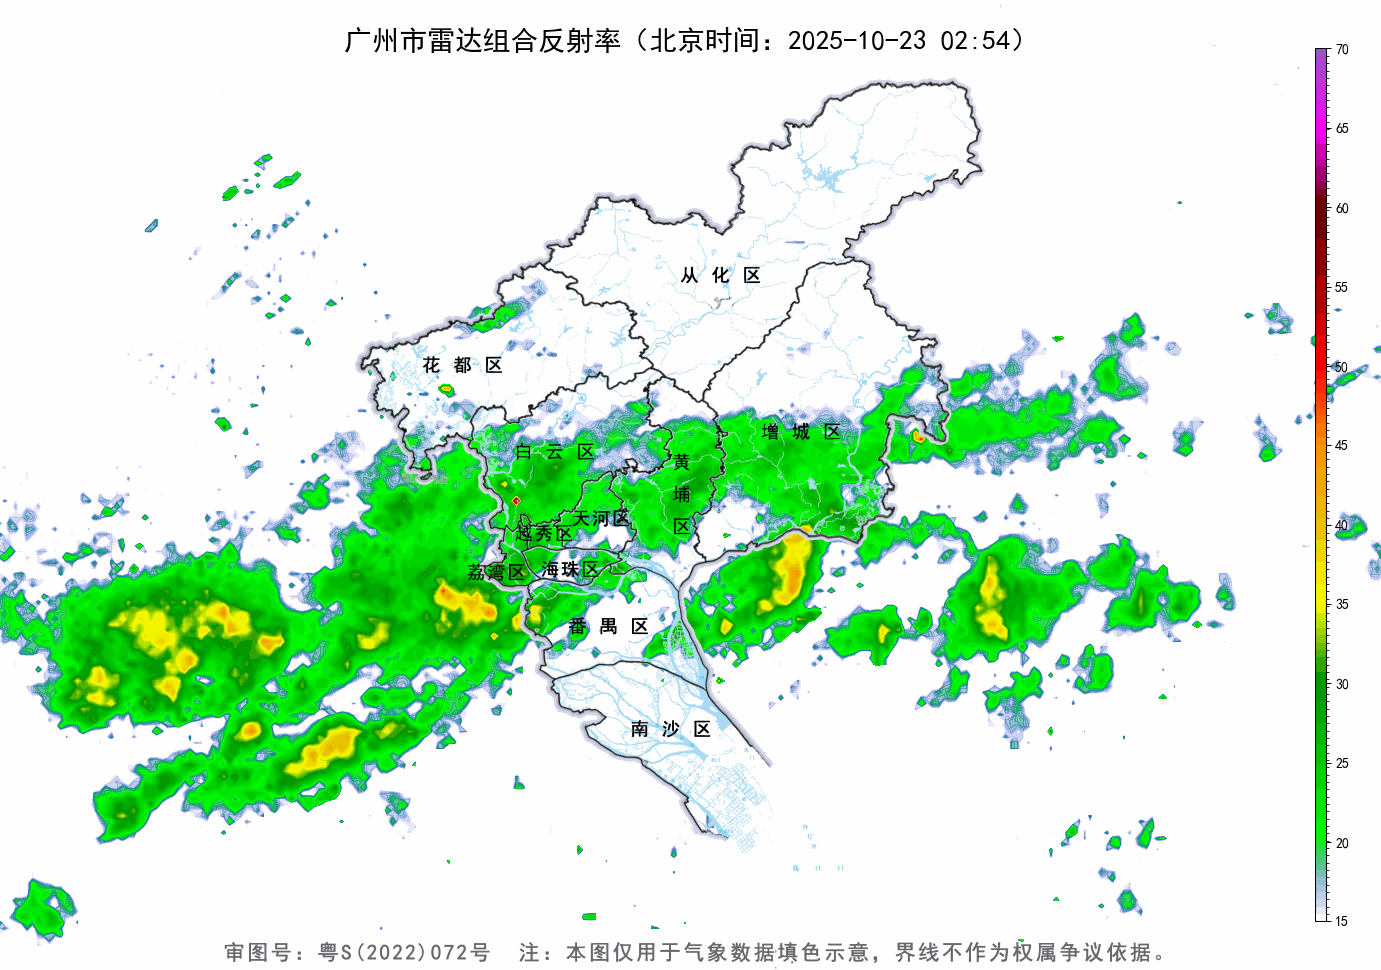 广州市雷达组合反射率（北京时间：2025-10-23 02:54）
70
65
60
55
50
45
40
35
30
25
20
15
从化区
花都区
增城区
白云区
黄埔区
天河区
越秀区
海珠区
荔湾区
番禺区
南沙区
审图号：粤S(2022)072号 注：本图仅用于气象数据填色示意，界线不作为权属争议依据。